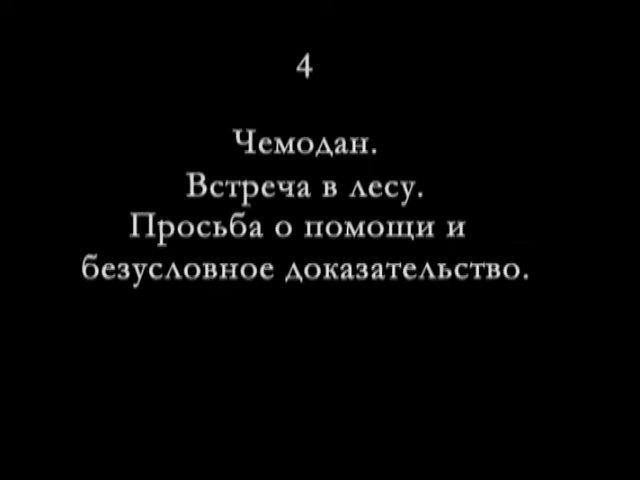 4
Чемодан.
Встреча в лесу.
Просьба о помощи и
безусловное доказательство.